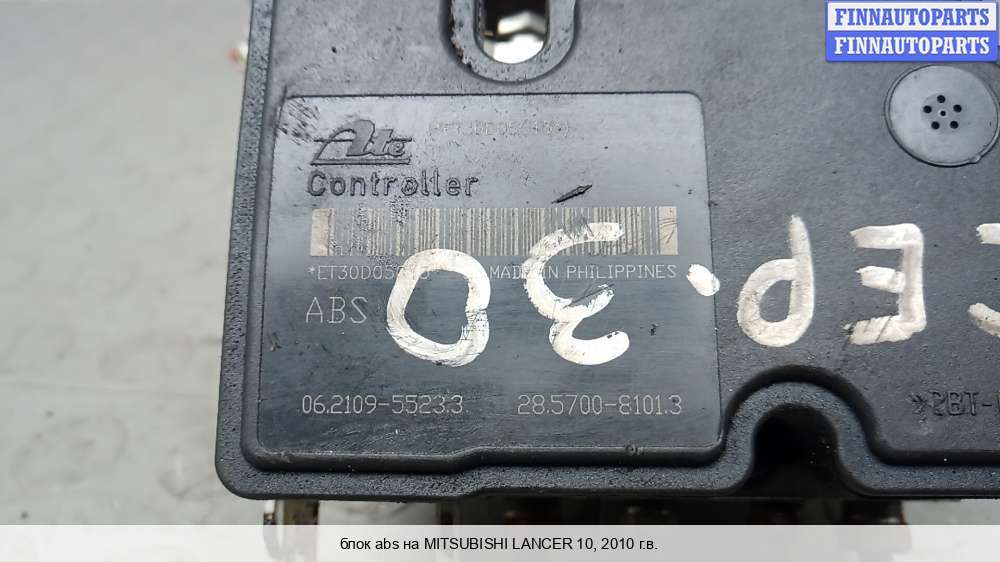 FINNAUTOPARTS
FINNAUTOPARTS
Ate
Controller
MADE IN PHILIPPINES
ABS
06.2109-5523.3
28.5700-8101.3
блок abs на MITSUBISHI LANCER 10, 2010 г.в.